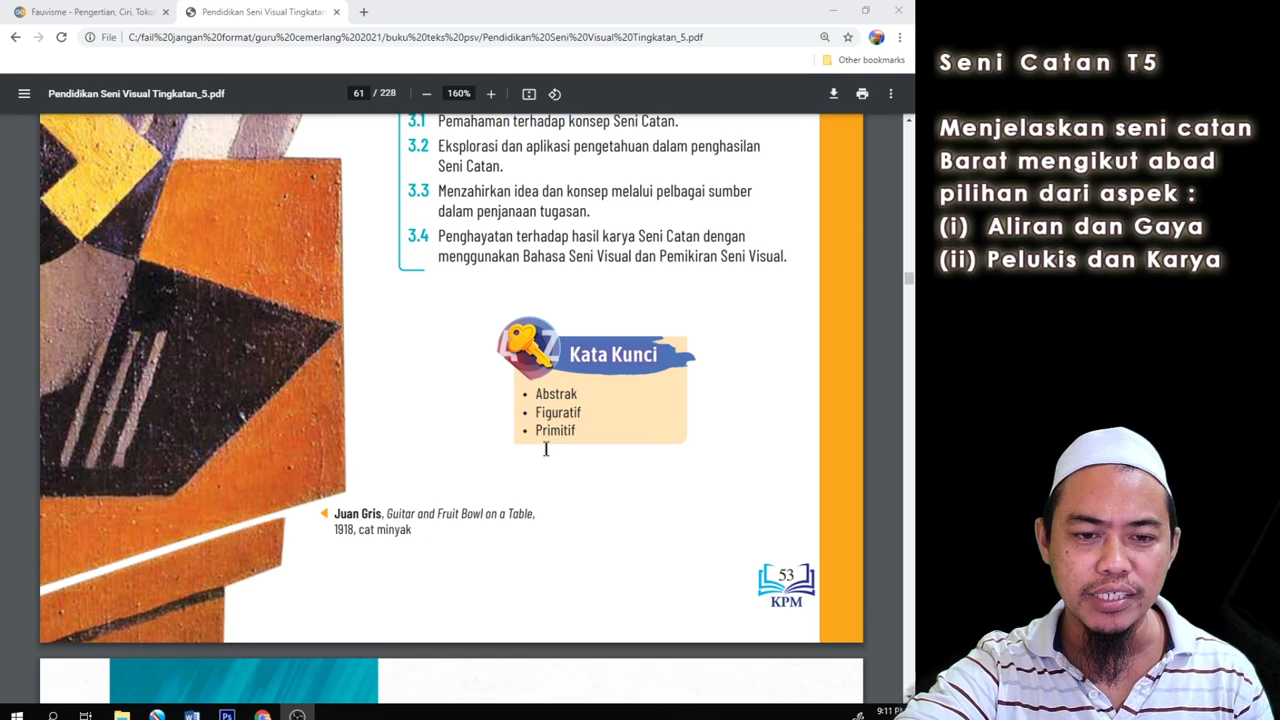 Fauvisme - Pengertian, Ciri, Tokoh
Pendidikan Seni Visual Tingkatan
File
C:/fail%20jangan%20format/guru%20cemerlang%202021/buku%20teks%20psv/Pendidikan%20Seni%20Visual%20Tingkatan_5.pdf
Other bookmarks
Pendidikan Seni Visual Tingkatan_5.pdf
61 / 228
160%
3.1 Pemahaman terhadap konsep Seni Catan.
3.2 Eksplorasi dan aplikasi pengetahuan dalam penghasilan
Seni Catan.
3.3 Menzahirkan idea dan konsep melalui pelbagai sumber
dalam penjanaan tugasan.
3.4 Penghayatan terhadap hasil karya Seni Catan dengan
menggunakan Bahasa Seni Visual dan Pemikiran Seni Visual.
A Z
Kata Kunci
• Abstrak
• Figuratif
• Primitif
Juan Gris, Guitar and Fruit Bowl on a Table,
1918, cat minyak
53
KPM
9:11 PM
Seni Catan T5
Menjelaskan seni catan
Barat mengikut abad
pilihan dari aspek :
(i) Aliran dan Gaya
(ii) Pelukis dan Karya